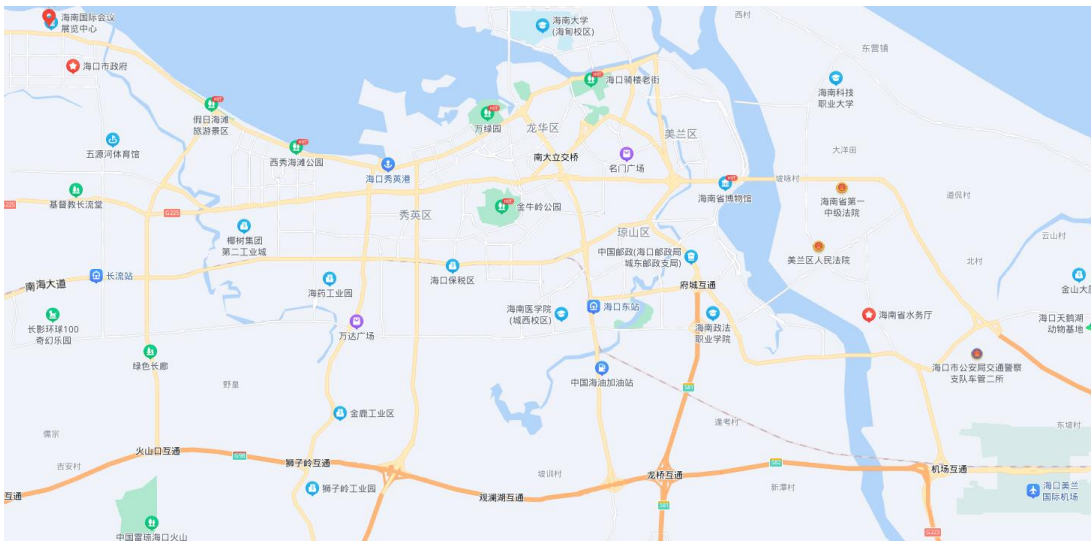 海南国际会议
展览中心
海口市政府
假日海滩
旅游景区
五源河体育馆
西秀海滩公园
海口秀英港
基督教长流堂
G225
G225
椰树集团
第二工业城
秀英区
南海大道
长流站
海药工业园
海口保税区
长影环球100
奇幻乐园
万达广场
绿色长廊
野臬
金鹿工业区
儒宗
吉安村
火山口互通
狮子岭互通
狮子岭工业园
互通
中国雷琼海口火山
海南大学
(海甸校区)
HOT
海口骑楼老街
万绿园
龙华区
美兰区
南大立交桥
名门广场
金牛岭公园
海南省博物馆
琼山区
中国邮政(海口邮政局
城东邮政支局)
府城互通
海南医学院
(城西校区)
海口东站
海南政法
职业学院
中国海油加油站
S81
坡训村
观澜湖互通
龙桥互通
S81
S82
新潭村
逢考村
西村
东营镇
海南科技
职业大学
大洋田
坡咏村
道侃村
海南省第一
中级法院
美兰区人民法院
云山村
北村
金山大厦
海南省水务厅
海口天鹅湖
动物基地
海口市公安局交通警察
支队车管二所
东坡村
机场互通
海口美兰
国际机场
G223